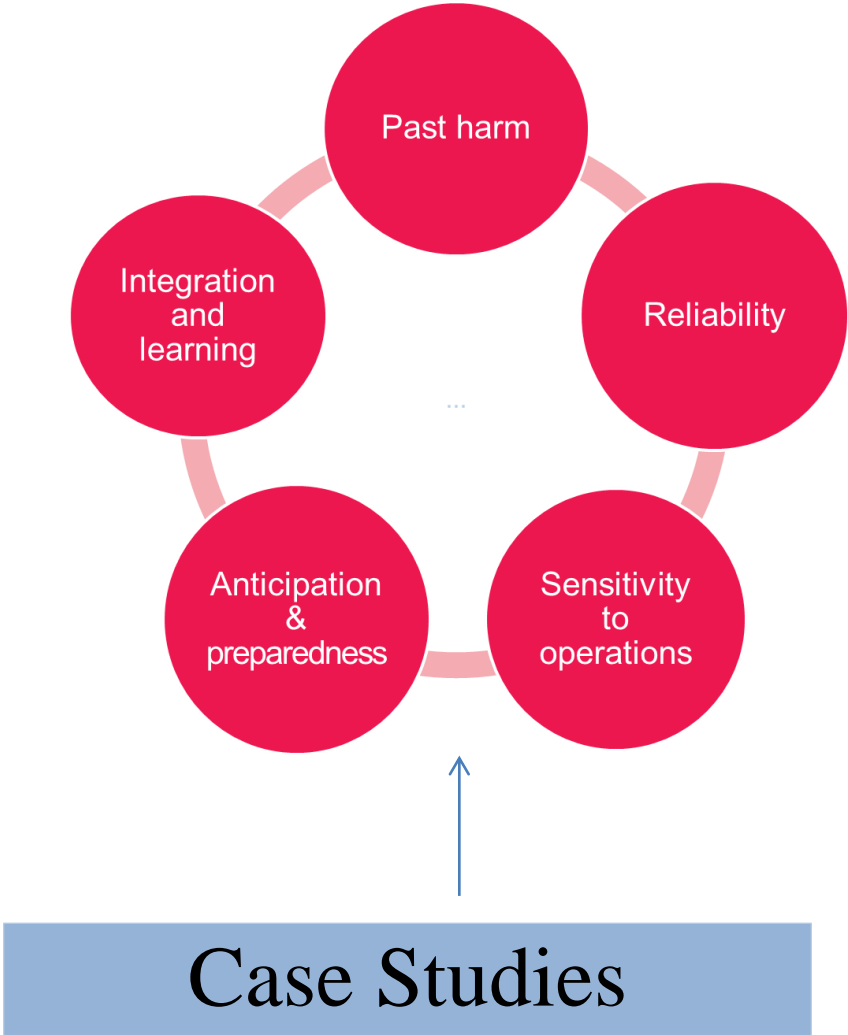 Past harm
Reliability
Sensitivity
to
operations
Anticipation
&
preparedness
Integration
and
learning
...
Case Studies